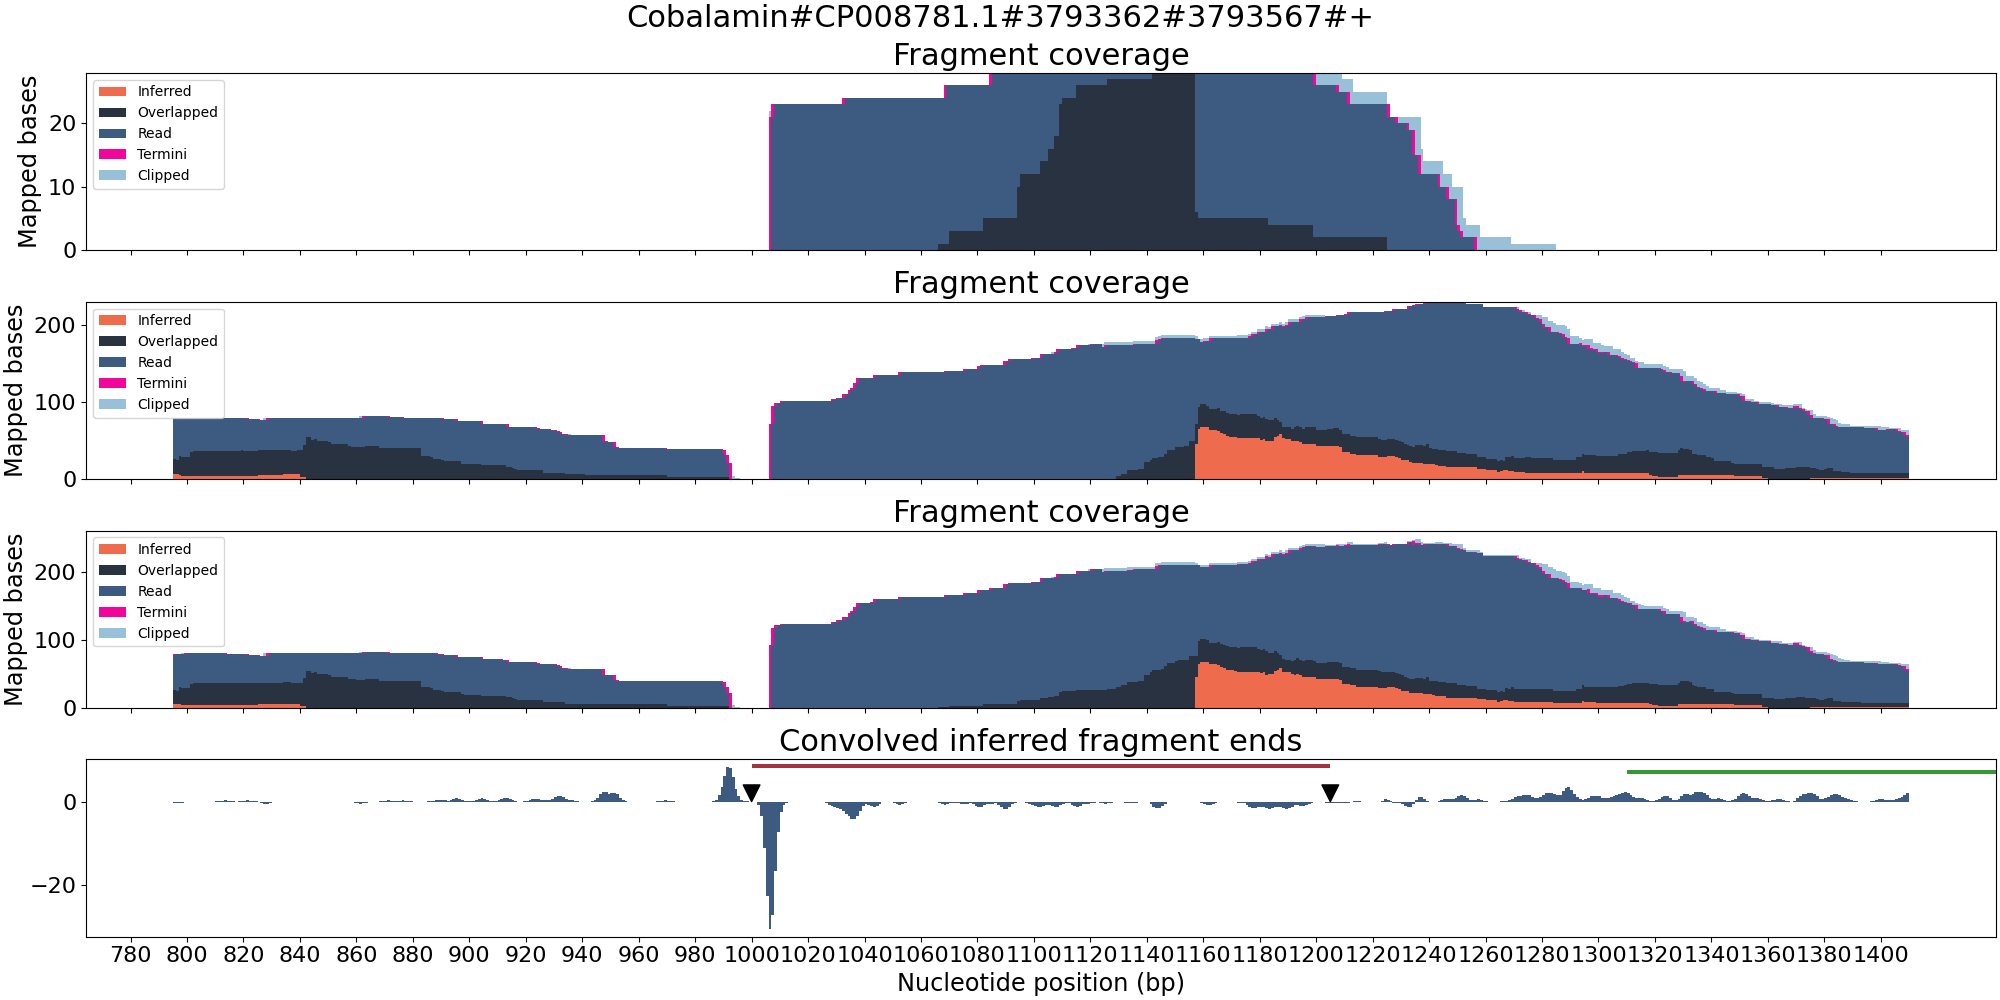 Cobalamin#CP008781.1#3793362#3793567#+
Fragment coverage
Mapped bases
20
10
0
Inferred
Overlapped
Read
Termini
Clipped
Fragment coverage
Mapped bases
200
100
0
Inferred
Overlapped
Read
Termini
Clipped
Fragment coverage
Mapped bases
200
100
0
Inferred
Overlapped
Read
Termini
Clipped
Convolved inferred fragment ends
0
−20
780 800 820 840 860 880 900 920 940 960 980 1000 1020 1040 1060 1080 1100 1120 1140 1160 1180 1200 1220 1240 1260 1280 1300 1320 1340 1360 1380 1400
Nucleotide position (bp)